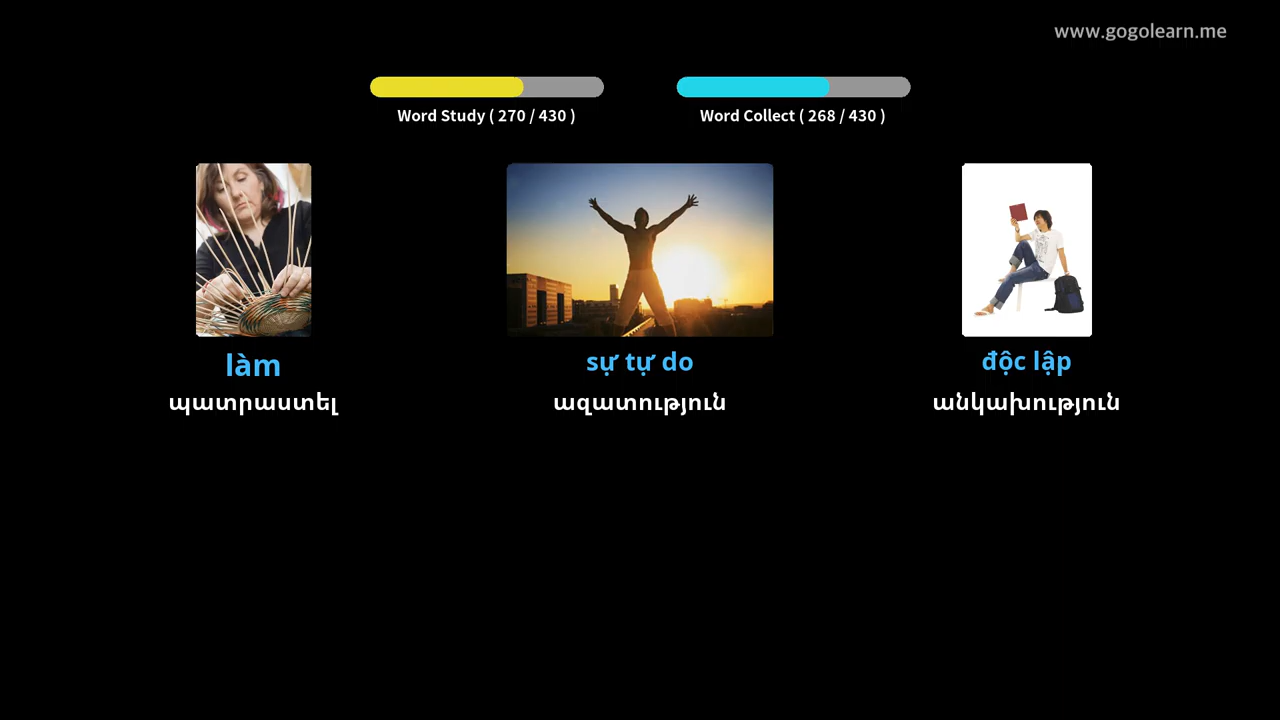 www.gogolearn.me
Word Study ( 270 / 430 )
Word Collect ( 268 / 430 )
làm
sự tự do
độc lập
պատրաստել
ազատություն
անկախություն